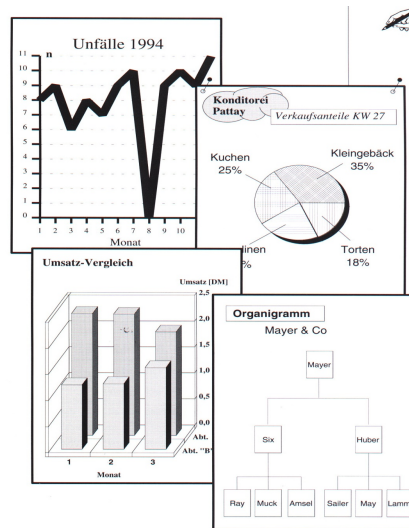 Unfälle 1994
n
11
10
9
8
7
6
5
4
3
2
1
0
1 2 3 4 5 6 7 8 9 10
Monat
Konditorei
Pattay
Verkaufsanteile KW 27
Kuchen
25%
Kleingebäck
35%
linen
%
Torten
18%
Umsatz-Vergleich
Umsatz [DM]
2,5
2,0
1,5
1,0
0,5
0,0
Abt.
Abt. "B"
1 2 3
Monat
Organigramm
Mayer & Co
Mayer
Six Huber
Ray Muck Amsel Sailer May Lamm